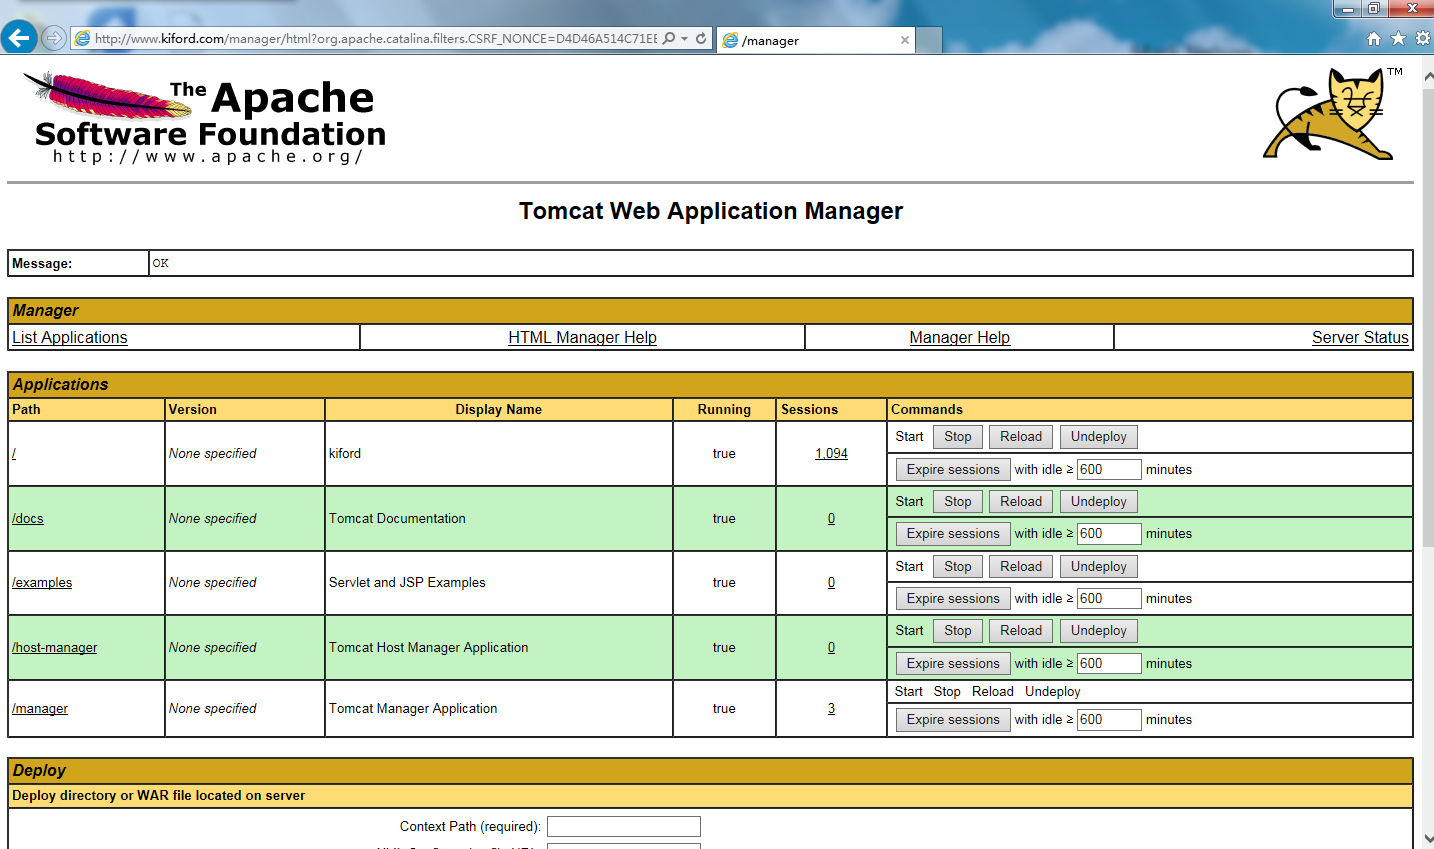 http://www.kiford.com/manager/html?org.apache.catalina.filters.CSRF_NONCE=D4D46A514C71EE
/manager
The Apache
Software Foundation
http://www.apache.org/
TM
Tomcat Web Application Manager
Message: OK
Manager
List Applications HTML Manager Help Manager Help Server Status
Applications
Path Version Display Name Running Sessions Commands
/ None specified kiford true 1,094 Start Stop Reload Undeploy
Expire sessions with idle ≥ 600 minutes
/docs None specified Tomcat Documentation true 0 Start Stop Reload Undeploy
Expire sessions with idle ≥ 600 minutes
/examples None specified Servlet and JSP Examples true 0 Start Stop Reload Undeploy
Expire sessions with idle ≥ 600 minutes
/host-manager None specified Tomcat Host Manager Application true 0 Start Stop Reload Undeploy
Expire sessions with idle ≥ 600 minutes
/manager None specified Tomcat Manager Application true 3 Start Stop Reload Undeploy
Expire sessions with idle ≥ 600 minutes
Deploy
Deploy directory or WAR file located on server
Context Path (required):